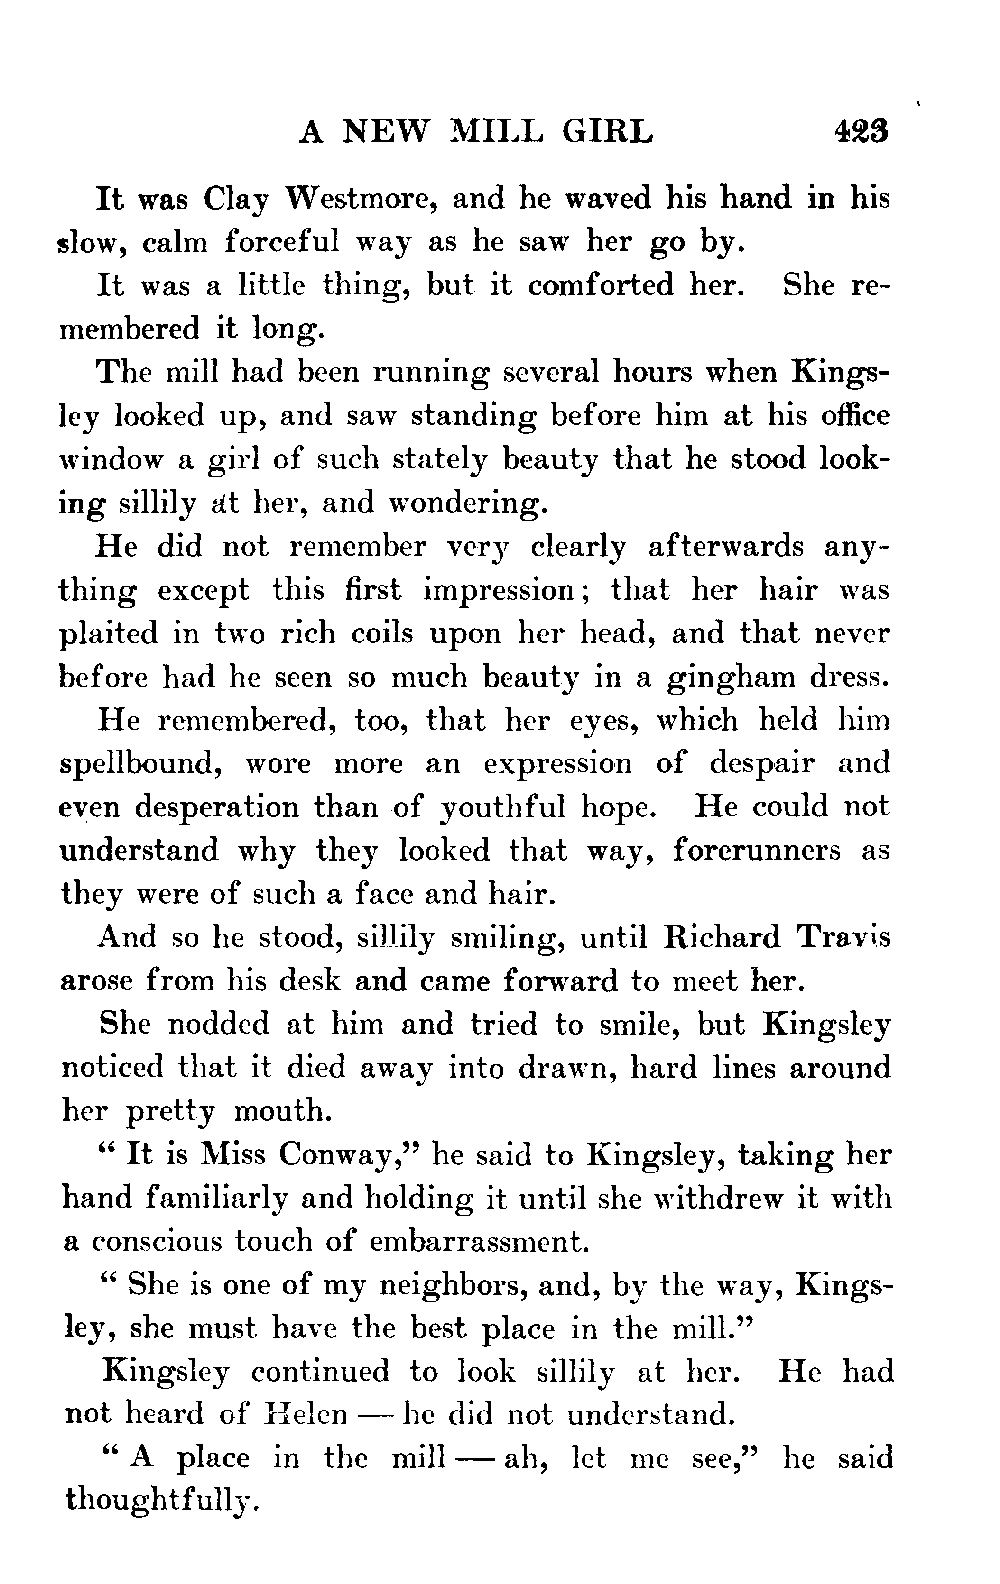 A NEW MILL GIRL 423
It was Clay Westmore, and he waved his hand in his
slow, calm forceful way as he saw her go by.
It was a little thing, but it comforted her. She re-
membered it long.
The mill had been running several hours when Kings-
ley looked up, and saw standing before him at his office
window a girl of such stately beauty that he stood look-
ing sillily at her, and wondering.
He did not remember very clearly afterwards any-
thing except this first impression; that her hair was
plaited in two rich coils upon her head, and that never
before had he seen so much beauty in a gingham dress.
He remembered, too, that her eyes, which held him
spellbound, wore more an expression of despair and
even desperation than of youthful hope. He could not
understand why they looked that way, forerunners as
they were of such a face and hair.
And so he stood, sillily smiling, until Richard Travis
arose from his desk and came forward to meet her.
She nodded at him and tried to smile, but Kingsley
noticed that it died away into drawn, hard lines around
her pretty mouth.
“ It is Miss Conway,” he said to Kingsley, taking her
hand familiarly and holding it until she withdrew it with
a conscious touch of embarrassment.
“ She is one of my neighbors, and, by the way, Kings-
ley, she must have the best place in the mill.”
Kingsley continued to look sillily at her. He had
not heard of Helen — he did not understand.
“ A place in the mill — ah, let me see,” he said
thoughtfully.